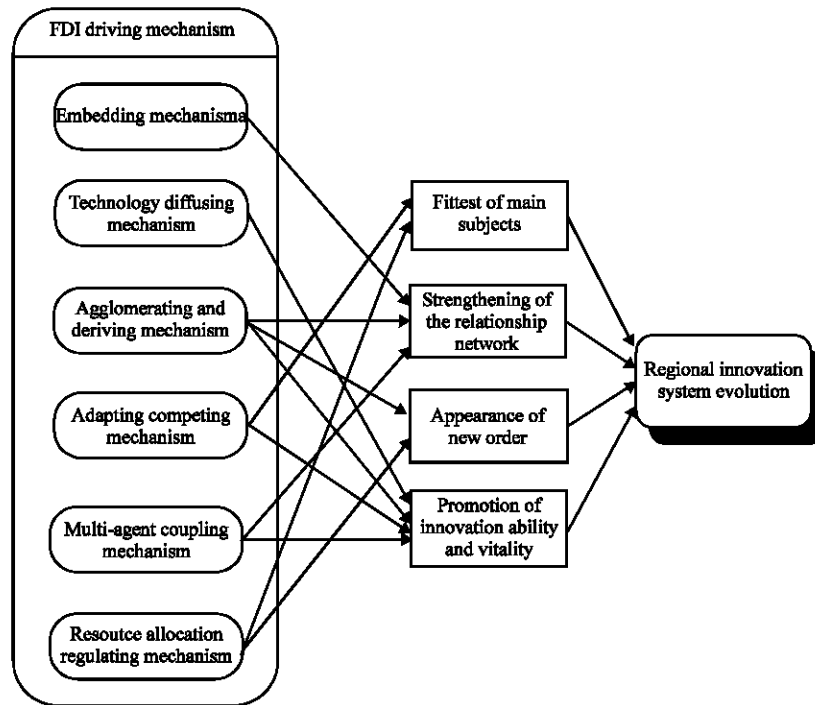 FDI driving mechanism
Embedding mechanisma
Technology diffusing
mechanism
Agglomerating and
deriving mechanism
Adapting competing
mechanism
Multi-agent coupling
mechanism
Resoutce allocation
regulating mechanism
Fittest of main
subjects
Strengthening of
the relationship
network
Appearance of
new order
Promotion of
innovation ability
and vitality
Regional innovation
system evolution